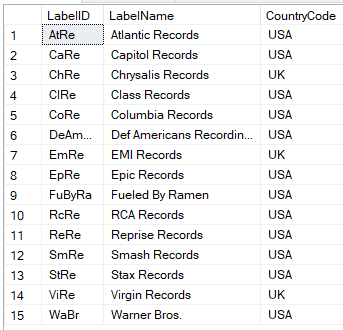 LabelID LabelName CountryCode
1 AtRe Atlantic Records USA
2 CaRe Capitol Records USA
3 ChRe Chrysalis Records UK
4 ClRe Class Records USA
5 CoRe Columbia Records USA
6 DeAm... Def Americans Recordin... USA
7 EmRe EMI Records UK
8 EpRe Epic Records USA
9 FuByRa Fueled By Ramen USA
10 RcRe RCA Records USA
11 ReRe Reprise Records USA
12 SmRe Smash Records USA
13 StRe Stax Records USA
14 ViRe Virgin Records UK
15 WaBr Warner Bros. USA